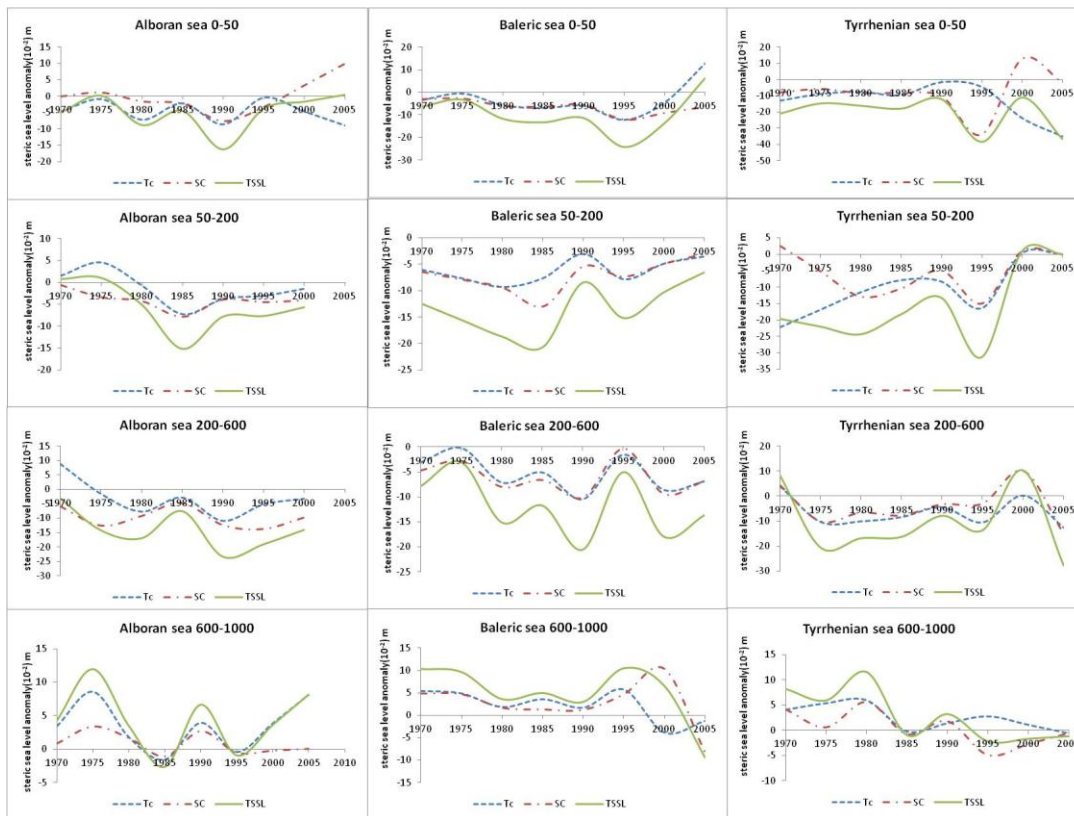 Alboran sea 0-50
steric sea level anomaly(10⁻²) m
15
10
5
0
-5
-10
-15
-20
1970 1975 1980 1985 1990 1995 2000 2005
Tc SC TSSL
Baleric sea 0-50
steric sea level anomaly(10⁻²) m
20
10
0
-10
-20
-30
1970 1975 1980 1985 1990 1995 2000 2005
Tc SC TSSL
Tyrrhenian sea 0-50
steric sea level anomaly(10⁻²) m
20
10
0
-10
-20
-30
-40
-50
1970 1975 1980 1985 1990 1995 2000 2005
Tc SC TSSL
Alboran sea 50-200
steric sea level anomaly(10⁻²) m
10
5
0
-5
-10
-15
-20
1970 1975 1980 1985 1990 1995 2000 2005
Tc SC TSSL
Baleric sea 50-200
steric sea level anomaly(10⁻²) m
0
-5
-10
-15
-20
-25
1970 1975 1980 1985 1990 1995 2000 2005
Tc SC TSSL
Tyrrhenian sea 50-200
steric sea level anomaly(10⁻²) m
5
0
-5
-10
-15
-20
-25
-30
-35
1970 1975 1980 1985 1990 1995 2000 2005
Tc SC TSSL
Alboran sea 200-600
steric sea level anomaly(10⁻²) m
15
10
5
0
-5
-10
-15
-20
-25
-30
1970 1975 1980 1985 1990 1995 2000 2005 2010
Tc SC TSSL
Baleric sea 200-600
steric sea level anomaly(10⁻²) m
0
-5
-10
-15
-20
-25
1970 1975 1980 1985 1990 1995 2000 2005
Tc SC TSSL
Tyrrhenian sea 200-600
steric sea level anomaly(10⁻²) m
20
10
0
-10
-20
-30
1970 1975 1980 1985 1990 1995 2000 2005
Tc SC TSSL
Alboran sea 600-1000
steric sea level anomaly(10⁻²) m
15
10
5
0
-5
1970 1975 1980 1985 1990 1995 2000 2005 2010
Tc SC TSSL
Baleric sea 600-1000
steric sea level anomaly(10⁻²) m
15
10
5
0
-5
-10
-15
1970 1975 1980 1985 1990 1995 2000 2005
Tc SC TSSL
Tyrrhenian sea 600-1000
steric sea level anomaly(10⁻²) m
15
10
5
0
-5
-10
1970 1975 1980 1985 1990 1995 2000 200
Tc SC TSSL